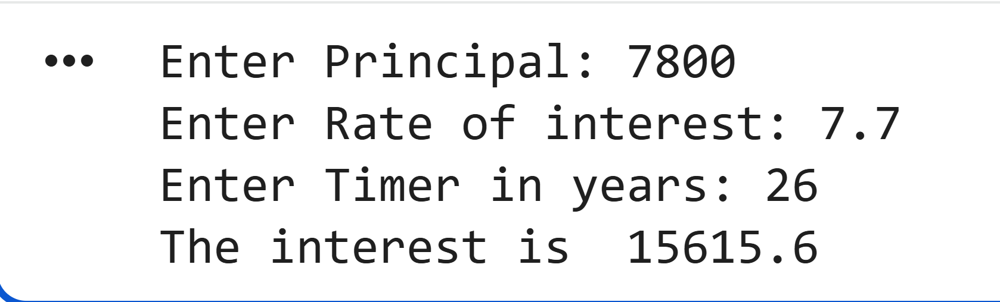 Enter Principal: 7800
Enter Rate of interest: 7.7
Enter Timer in years: 26
The interest is  15615.6